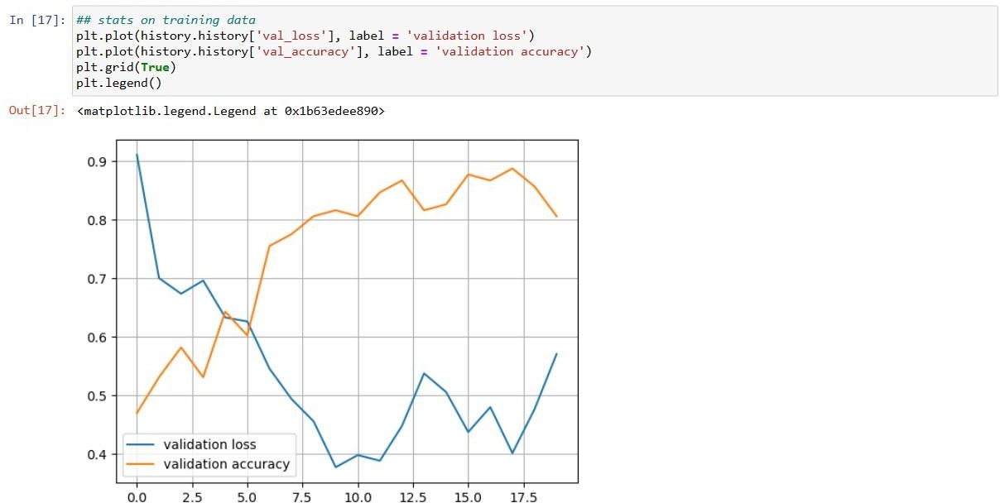 In [17]: ## stats on training data
plt.plot(history.history['val_loss'], label = 'validation loss')
plt.plot(history.history['val_accuracy'], label = 'validation accuracy')
plt.grid(True)
plt.legend()
Out[17]: <matplotlib.legend.Legend at 0x1b63edee890>
0.9
0.8
0.7
0.6
0.5
0.4
validation loss
validation accuracy
0.0 2.5 5.0 7.5 10.0 12.5 15.0 17.5